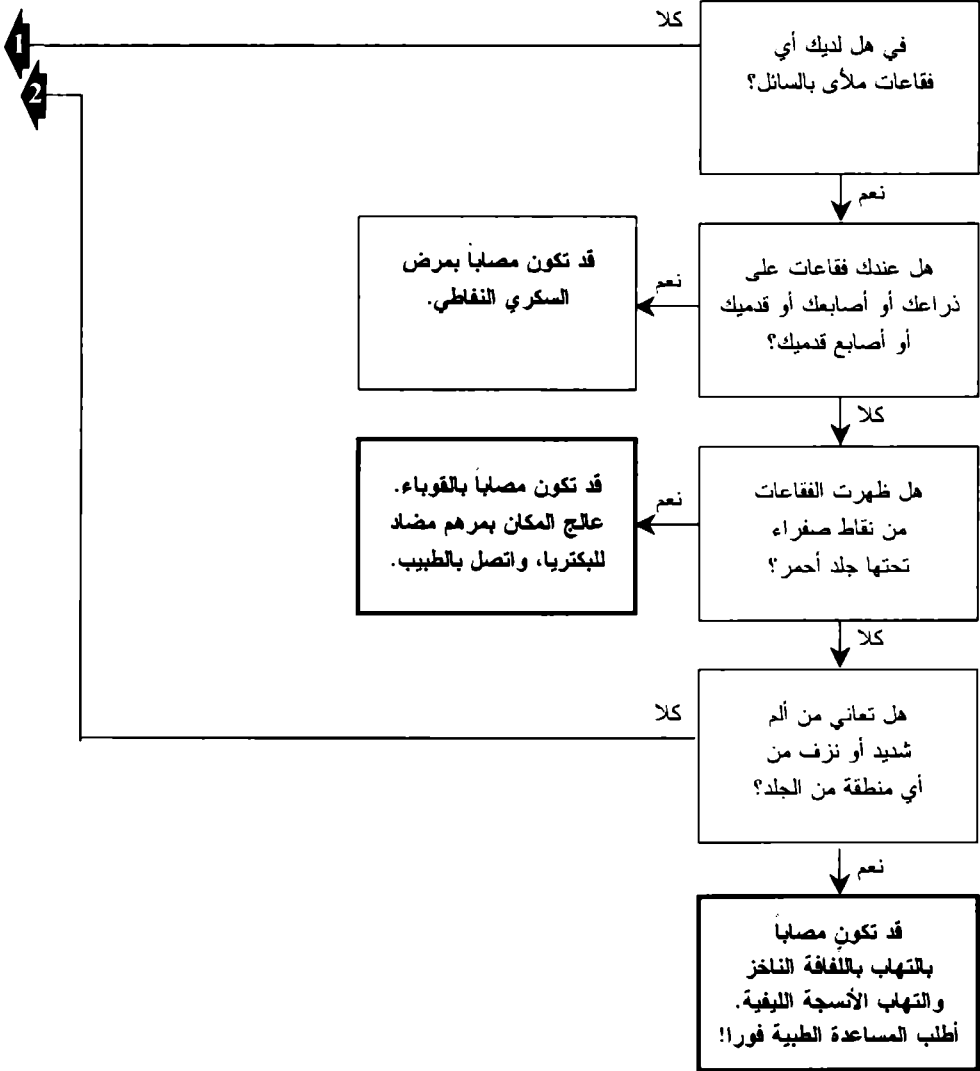 كلا
1
في هل لديك أي
فقاعات ملأى بالسائل؟
2
نعم
هل عندك فقاعات على
ذراعك أو أصابعك أو قدميك
أو أصابع قدميك؟
نعم
قد تكون مصاباً بمرض
السكري النفاطي.
كلا
هل ظهرت الفقاعات
من نقاط صفراء
تحتها جلد أحمر؟
نعم
قد تكون مصاباً بالقوباء.
عالج المكان بمرهم مضاد
للبكتريا، واتصل بالطبيب.
كلا
هل تعاني من ألم
شديد أو نزف من
أي منطقة من الجلد؟
كلا
نعم
قد تكون مصاباً
بالتهاب باللفافة الناخز
والتهاب الأنسجة الليفية.
أطلب المساعدة الطبية فورا!